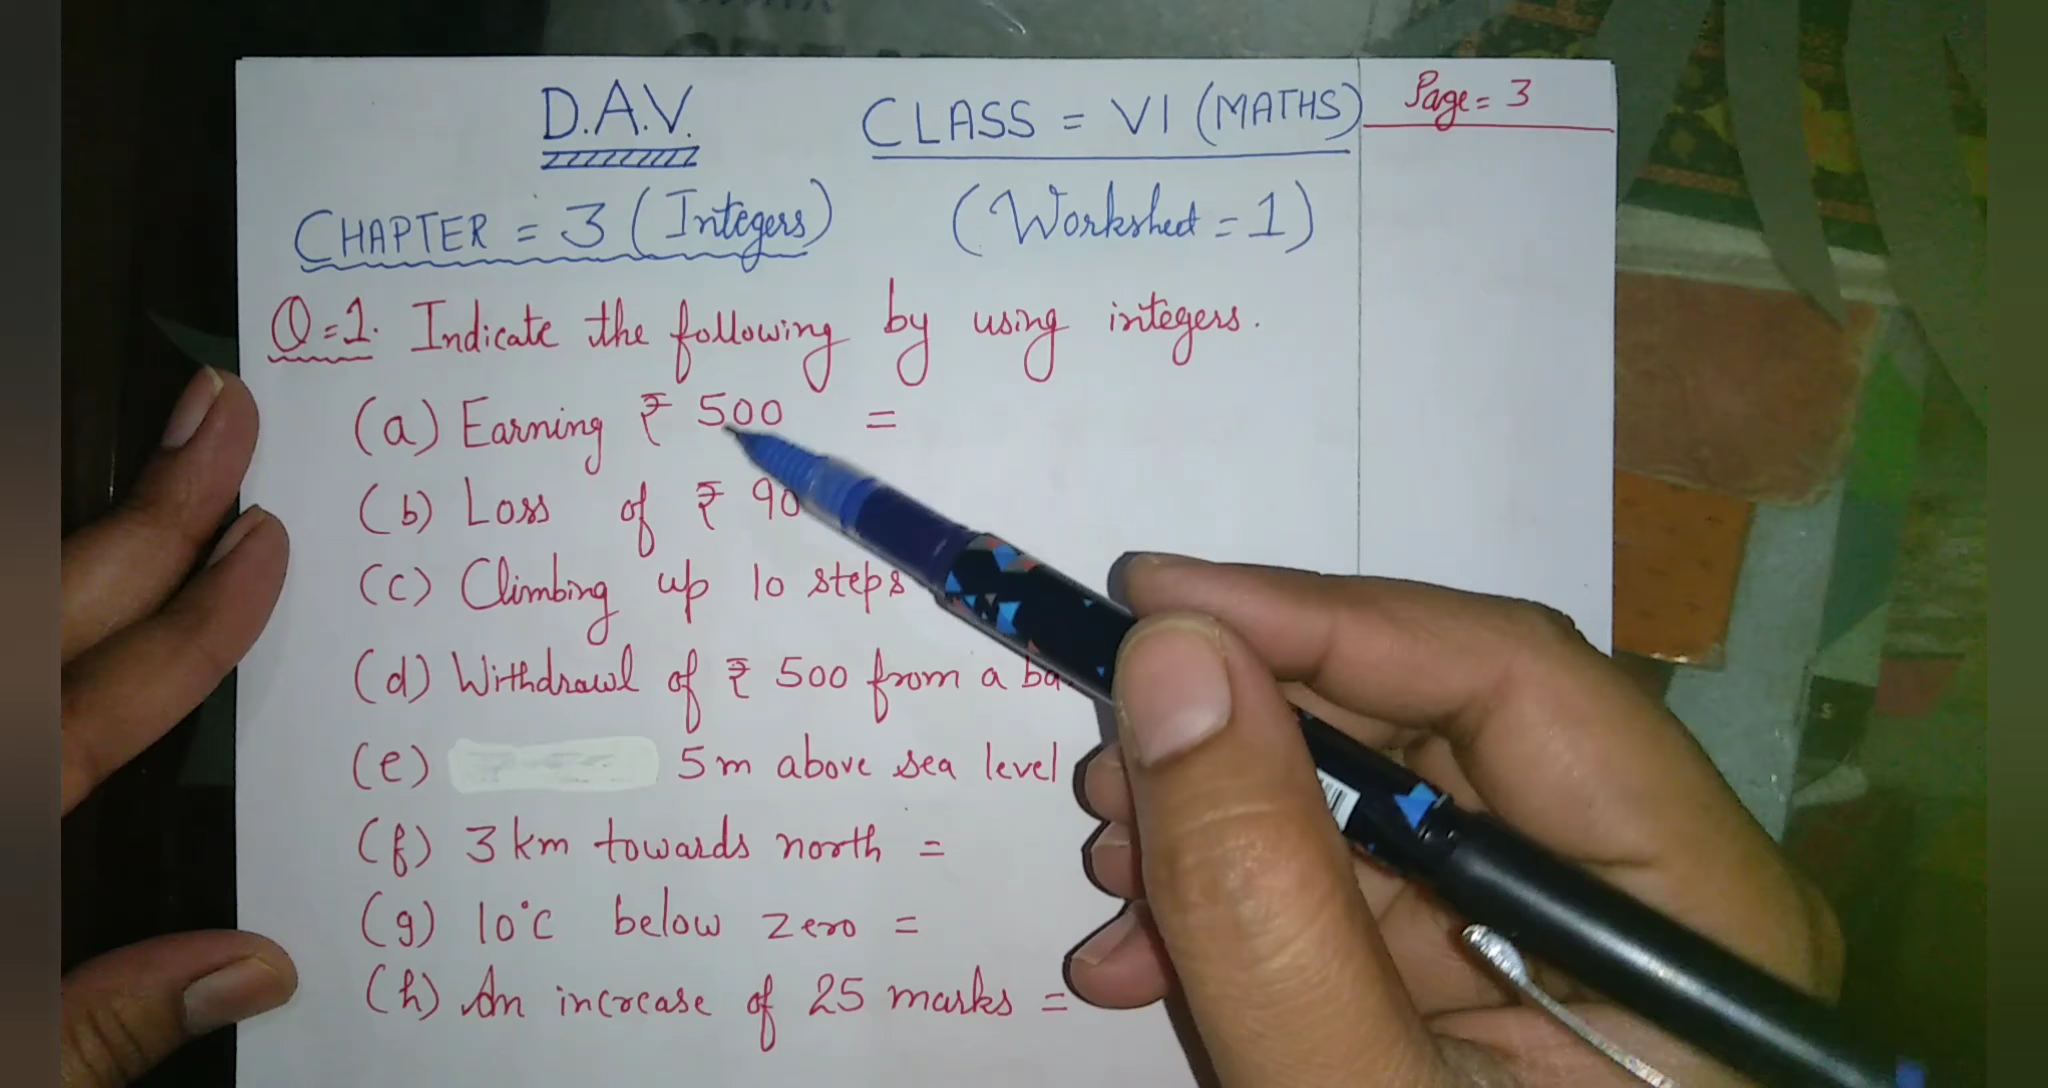 D.A.V. CLASS = VI (MATHS) Page = 3
CHAPTER = 3 (Integers) (Workshed = 1)
Q=1. Indicate the following by using integers.
(a) Earning ₹ 500 =
(b) Loss of ₹ 90
(c) Climbing up 10 steps
(d) Withdrawl of ₹ 500 from a
(e) 5m above sea level
(f) 3 km towards north =
(g) 10°C below zero =
(h) An increase of 25 marks =